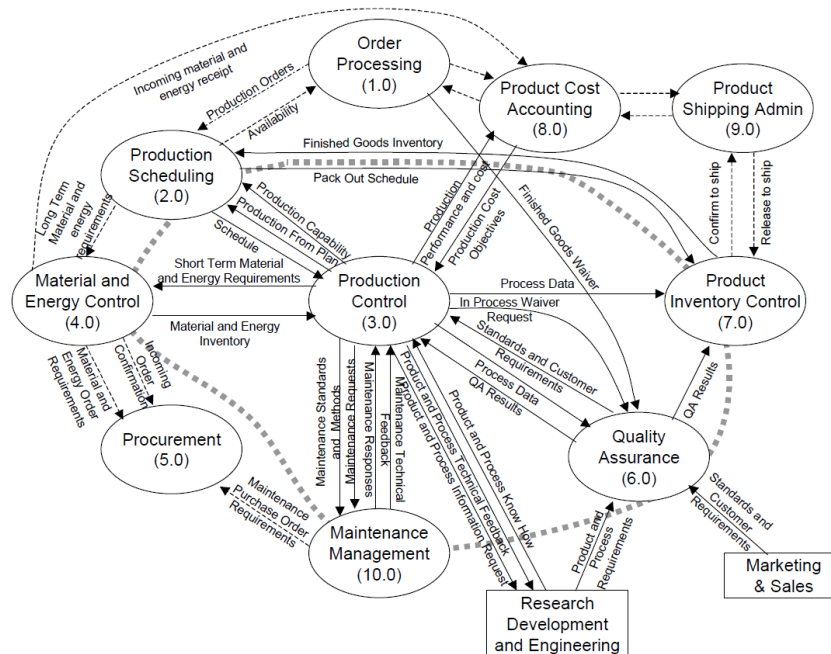 Order
Processing
(1.0)
Product Cost
Accounting
(8.0)
Product
Shipping Admin
(9.0)
Incoming material and
energy receipt
Production Orders
Availability
Production
Scheduling
(2.0)
Finished Goods Inventory
Pack Out Schedule
Long Term
Material and
energy
requirements
Production Capability
Production From Plan
Schedule
Production
Performance and cost
Production Cost
Objectives
Finished Goods Waiver
Confirm to ship
Release to ship
Material and
Energy Control
(4.0)
Short Term Material
and Energy Requirements
Material and Energy
Inventory
Production
Control
(3.0)
Process Data
In Process Waiver
Request
Product
Inventory Control
(7.0)
Standards and Customer
Requirements
Process Data
QA Results
QA Results
Material and
Energy Order
Requirements
Incoming
Order
Confirmation
Procurement
(5.0)
Maintenance Standards
and Methods
Maintenance Requests
Maintenance Responses
Maintenance Technical
Feedback
Product and Process Technical Feedback
Product and Process Information Request
Product and Process Know How
Quality
Assurance
(6.0)
Maintenance
Purchase Order
Requirements
Maintenance
Management
(10.0)
Product and
Process
Requirements
Standards and
Customer
Requirements
Marketing
& Sales
Research
Development
and Engineering